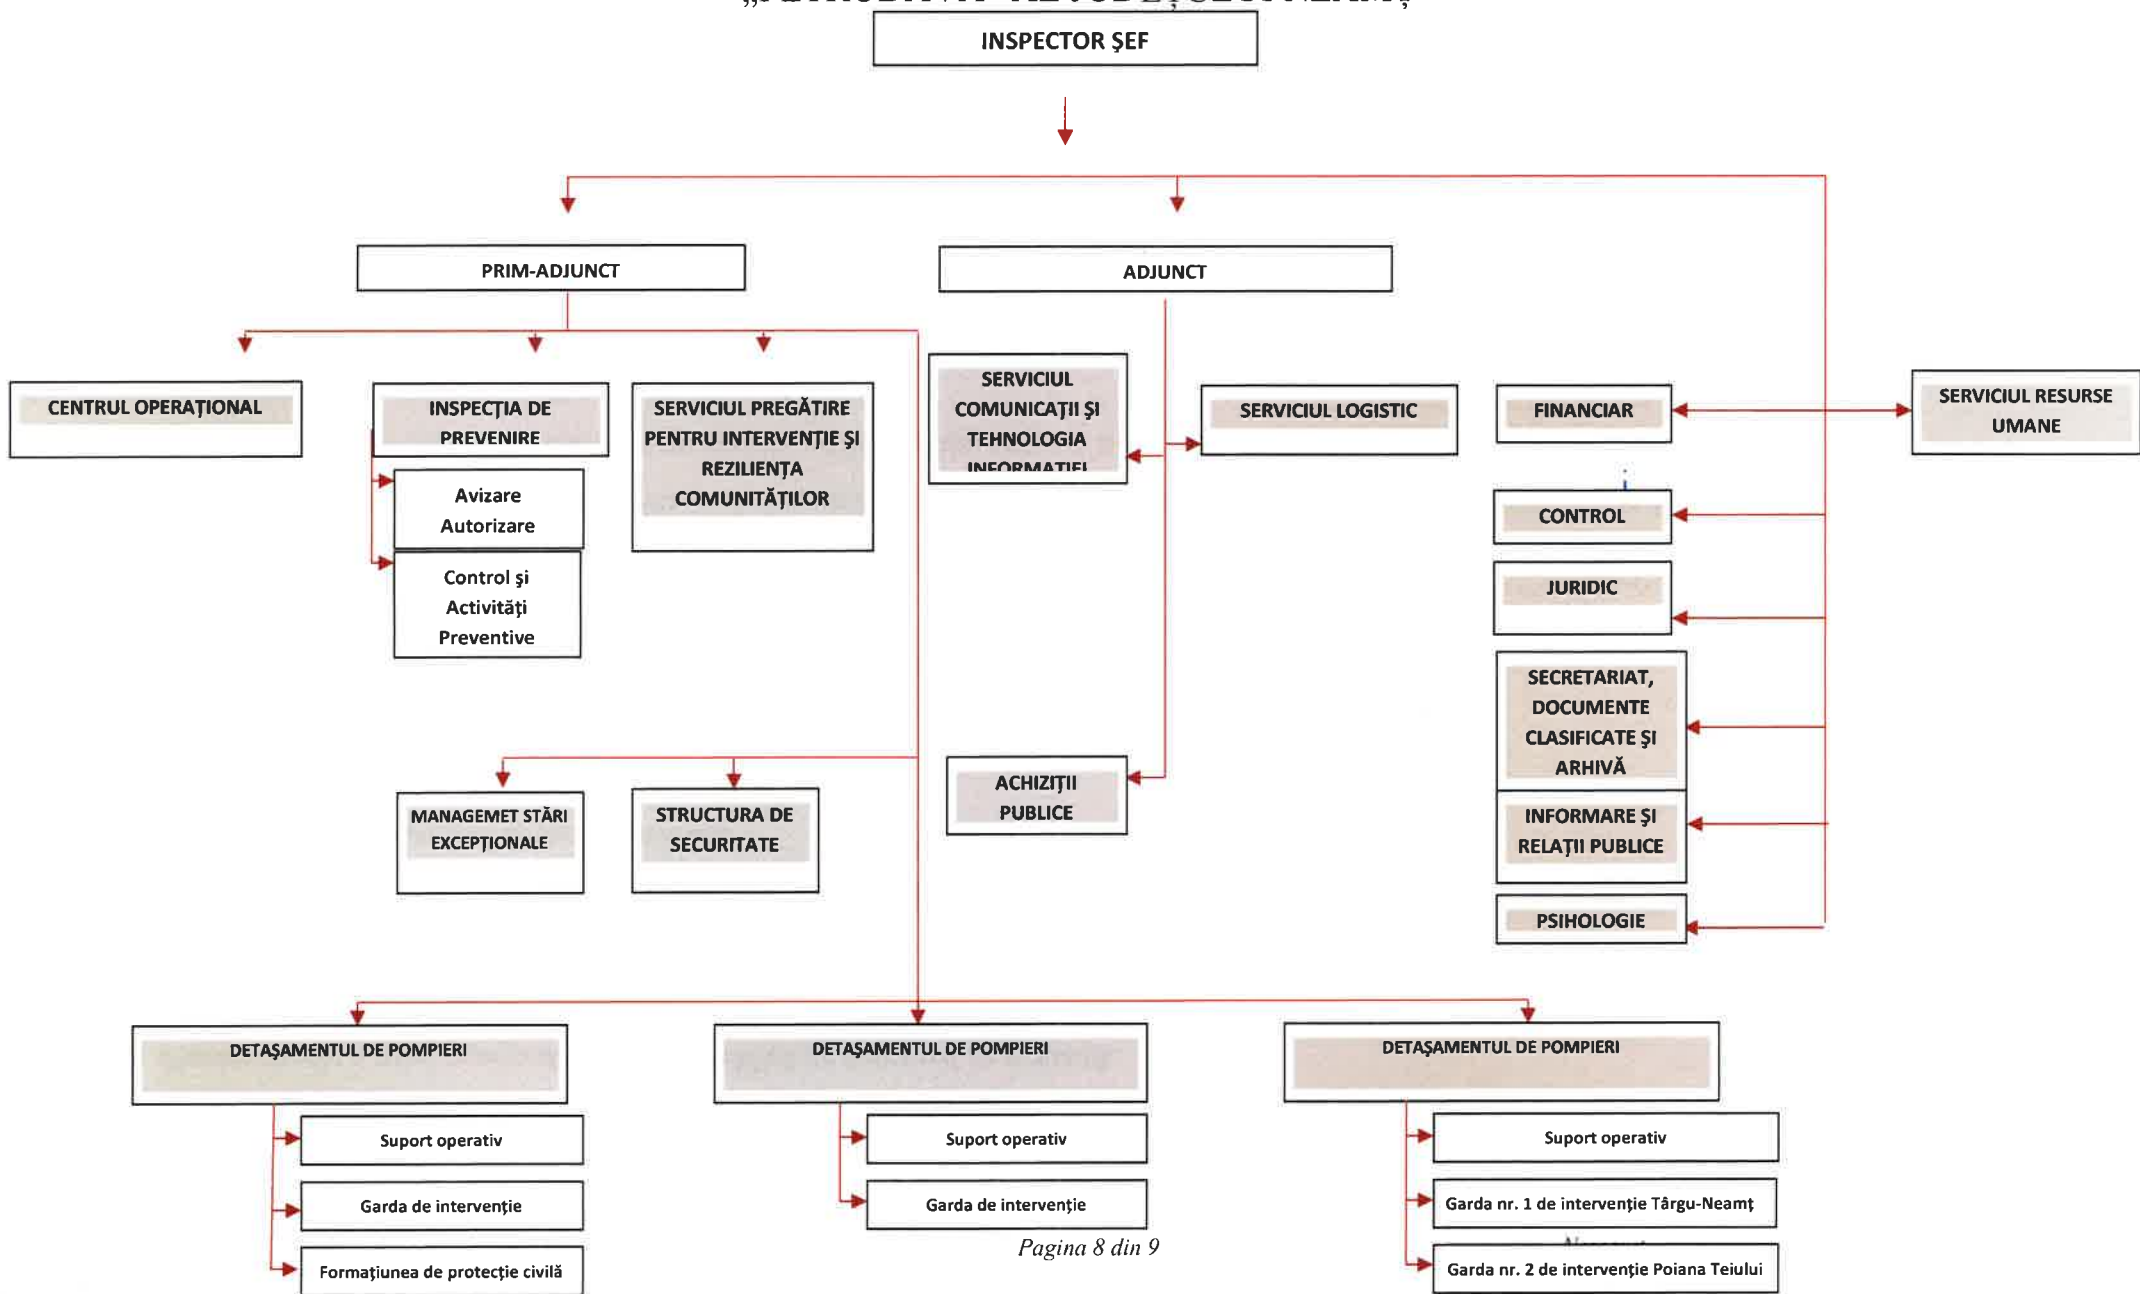 INSPECTOR ŞEF
PRIM-ADJUNCT
ADJUNCT
CENTRUL OPERAŢIONAL
INSPECŢIA DE
PREVENIRE
Avizare
Autorizare
Control şi
Activităţi
Preventive
SERVICIUL PREGĂTIRE
PENTRU INTERVENŢIE ŞI
REZILIENŢA
COMUNITĂŢILOR
SERVICIUL
COMUNICAŢII ŞI
TEHNOLOGIA
INFORMAŢIEI
SERVICIUL LOGISTIC
FINANCIAR
SERVICIUL RESURSE
UMANE
CONTROL
JURIDIC
SECRETARIAT,
DOCUMENTE
CLASIFICATE ŞI
ARHIVĂ
INFORMARE ŞI
RELAŢII PUBLICE
PSIHOLOGIE
MANAGEMET STĂRI
EXCEPŢIONALE
STRUCTURA DE
SECURITATE
ACHIZIŢII
PUBLICE
DETAŞAMENTUL DE POMPIERI
Suport operativ
Garda de intervenţie
Formaţiunea de protecţie civilă
DETAŞAMENTUL DE POMPIERI
Suport operativ
Garda de intervenţie
DETAŞAMENTUL DE POMPIERI
Suport operativ
Garda nr. 1 de intervenţie Târgu-Neamţ
Garda nr. 2 de intervenţie Poiana Teiului
Pagina 8 din 9